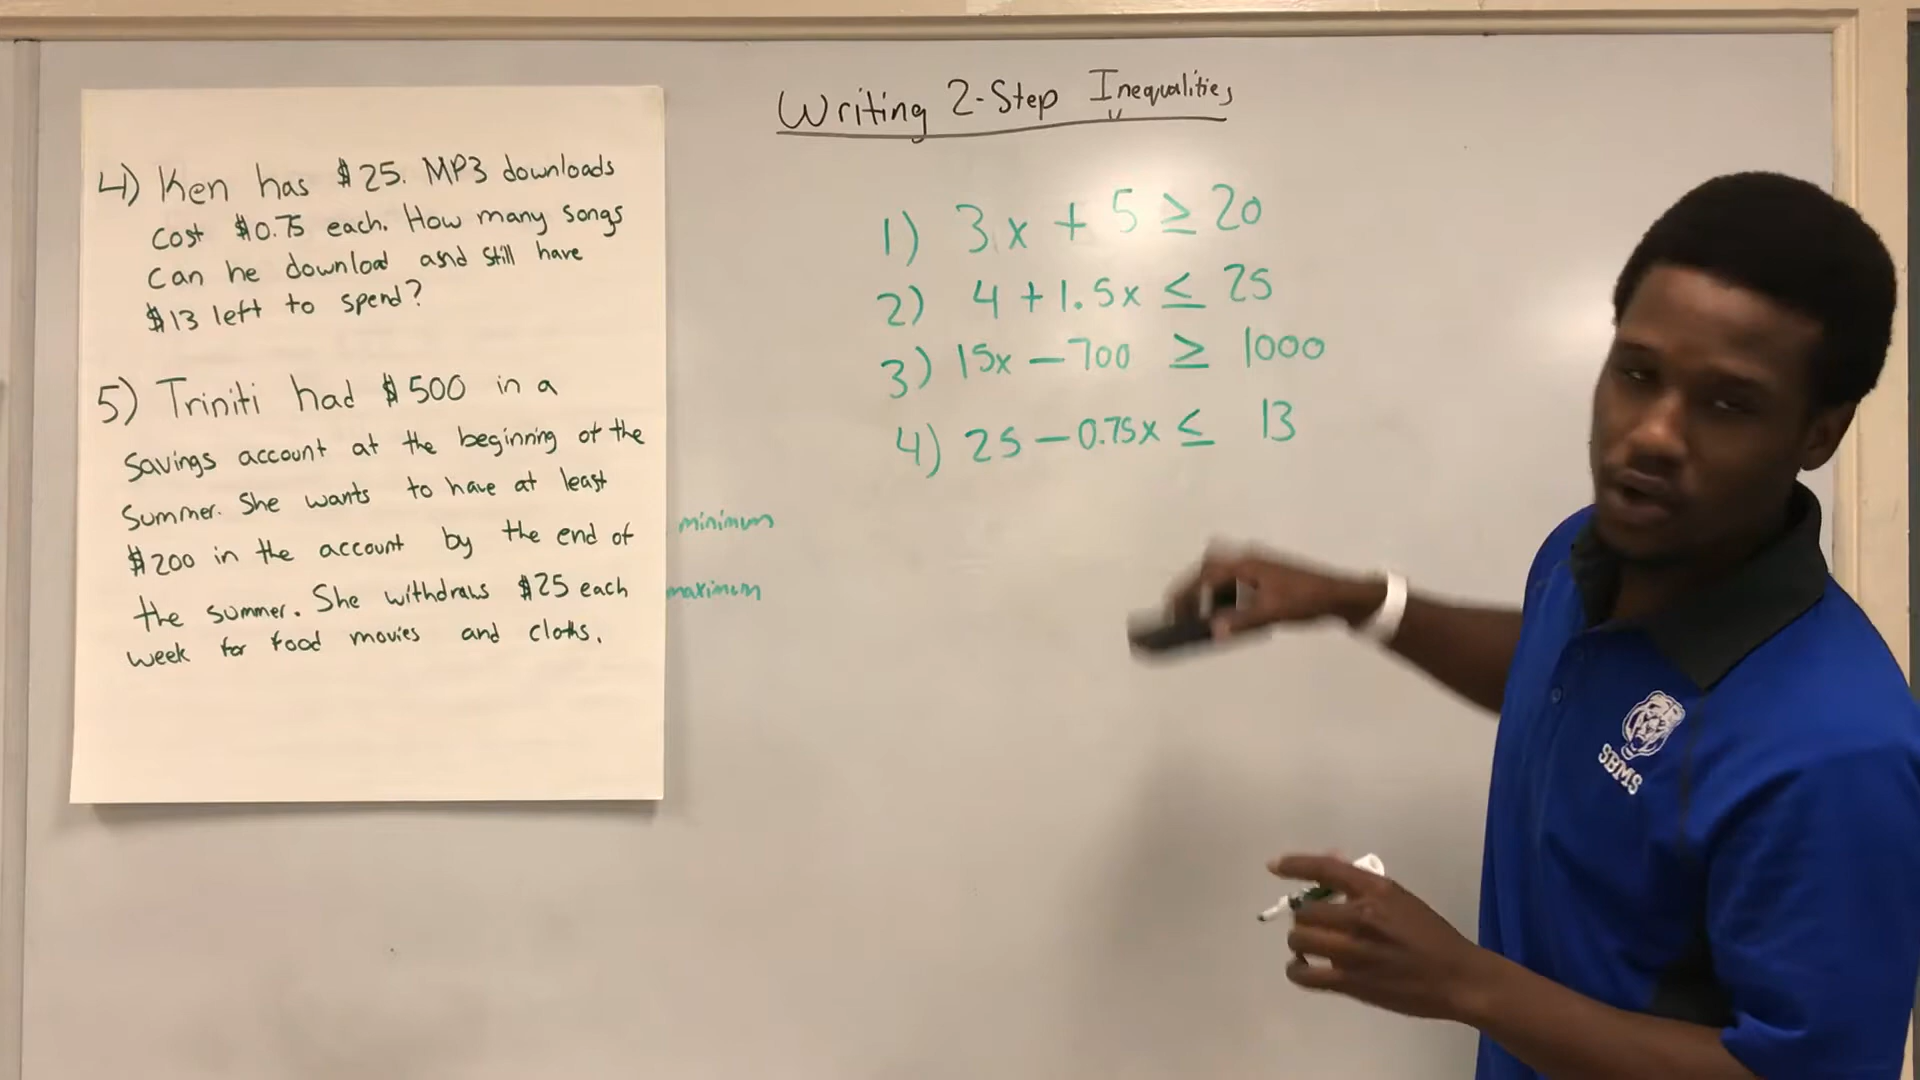 Writing 2-Step Inequalities
4) Ken has $25. MP3 downloads
cost $0.75 each. How many songs
can he download and still have
$13 left to spend?
5) Triniti had $500 in a
savings account at the beginning of the
summer. She wants to have at least
$200 in the account by the end of
the summer. She withdraws $25 each
week for food movies and cloths.
minimum
maximum
1) 3x + 5 ≥ 20
2) 4 + 1.5x ≤ 25
3) 15x – 700 ≥ 1000
4) 25 – 0.75x ≤ 13
SBMS